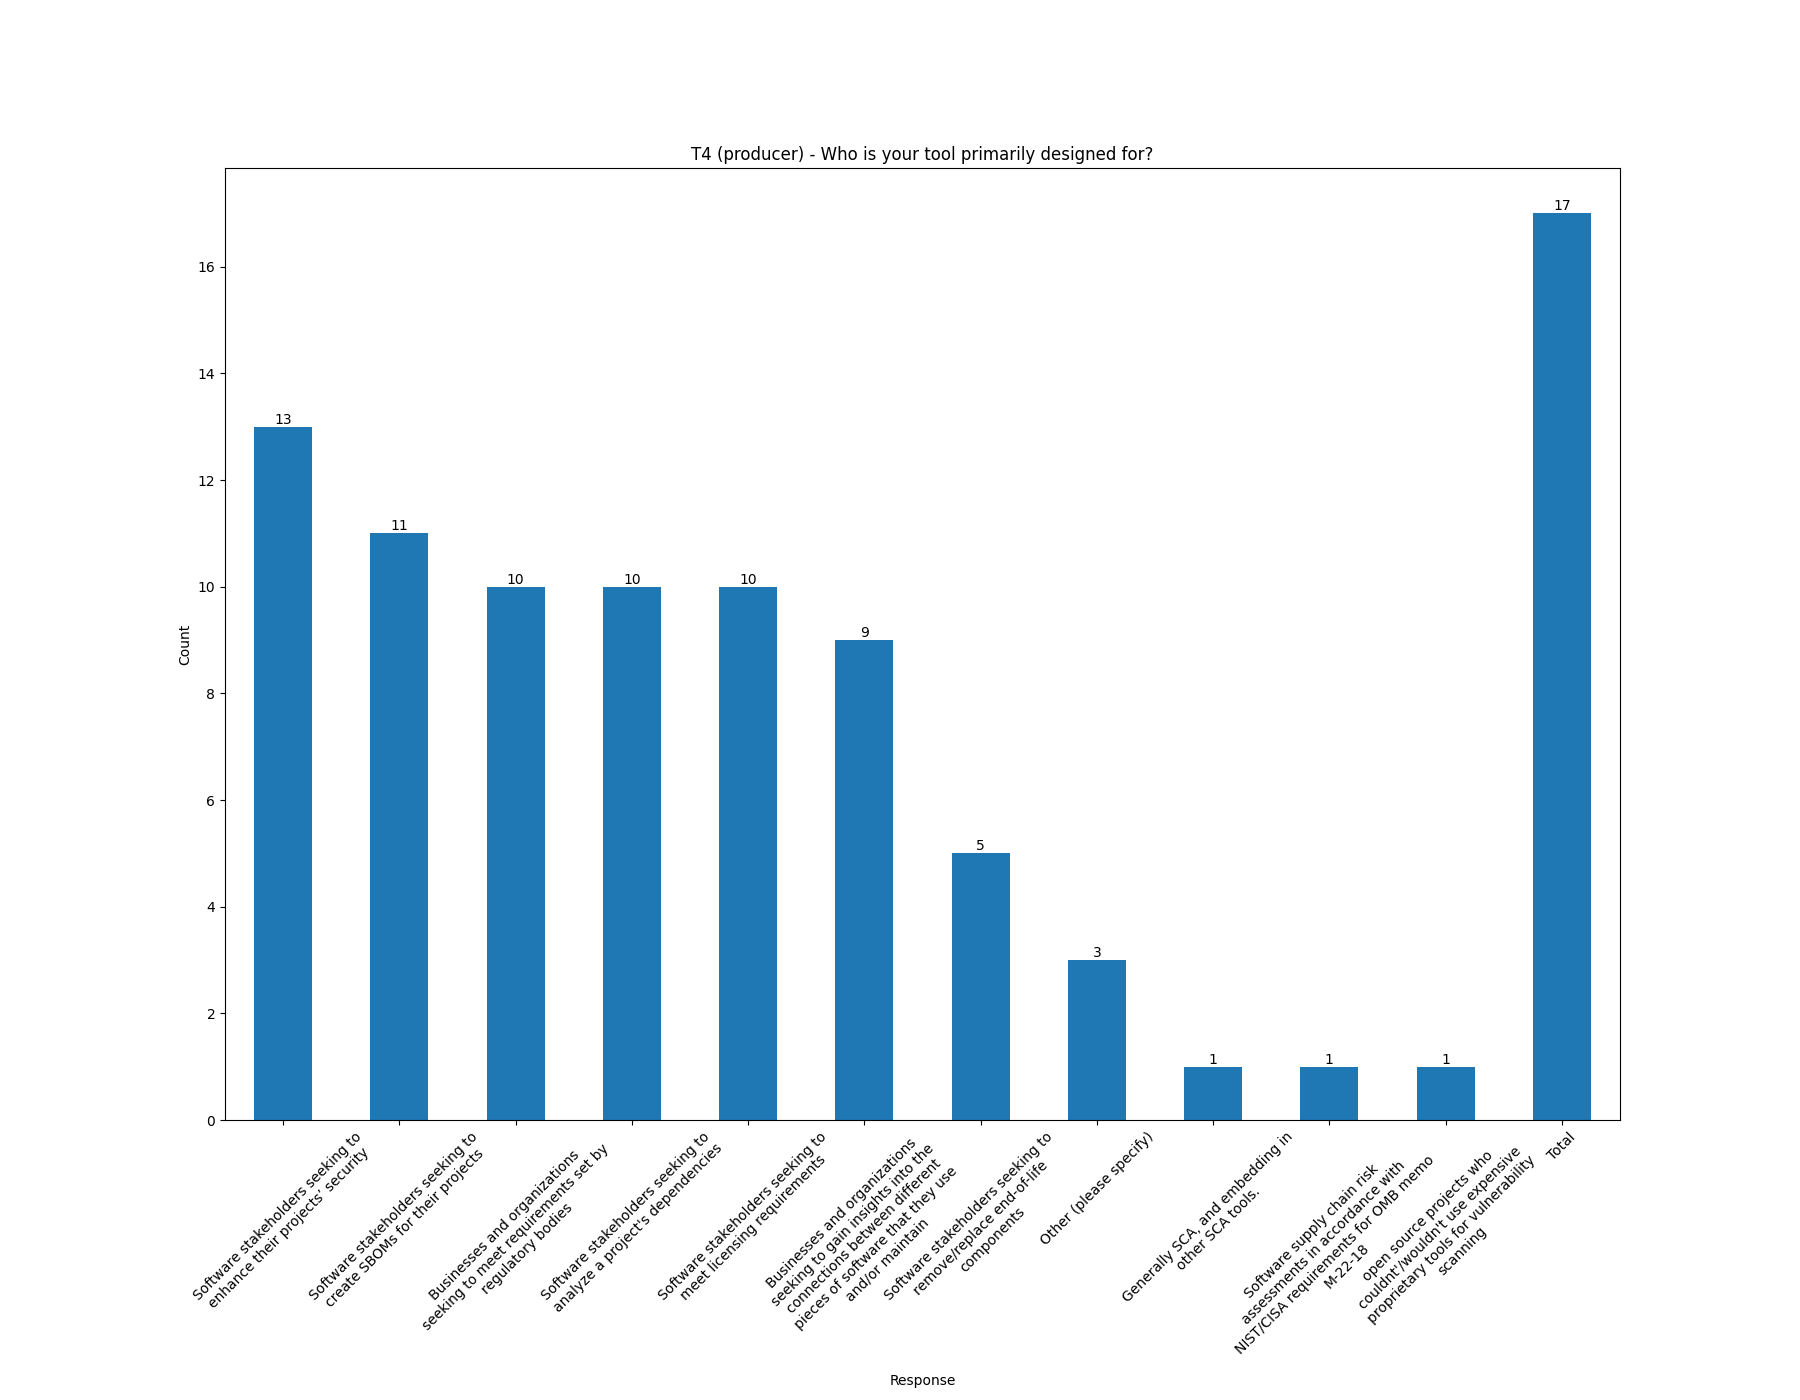 T4 (producer) - Who is your tool primarily designed for?
17
16
14
13
12
11
10
10
10
10
9
8
6
5
4
3
2
1
1
1
0
Count
Software stakeholders seeking to
enhance their projects' security
Software stakeholders seeking to
create SBOMs for their projects
Businesses and organizations
seeking to meet requirements set by
regulatory bodies
Software stakeholders seeking to
analyze a project's dependencies
Software stakeholders seeking to
meet licensing requirements
Businesses and organizations
seeking to gain insights into the
connections between different
pieces of software that they use
and/or maintain
Software stakeholders seeking to
remove/replace end-of-life
components
Other (please specify)
Generally SCA, and embedding in
other SCA tools.
Software supply chain risk
assessments in accordance with
NIST/CISA requirements for OMB memo
M-22-18
open source projects who
couldnt'/wouldn't use expensive
proprietary tools for vulnerability
scanning
Total
Response